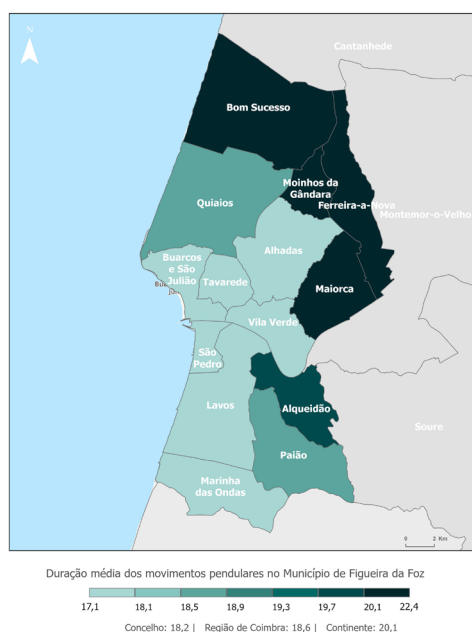 N
Cantanhede
Bom Sucesso
Moinhos da
Gândara
Ferreira-a-Nova
Montemor-o-Velho
Quiaios
Alhadas
Buarcos
e São
Julião
Tavarede
Maiorca
Vila Verde
São
Pedro
Lavos
Alqueidão
Soure
Paião
Marinha
das Ondas
0 2 Km
Duração média dos movimentos pendulares no Município de Figueira da Foz
17,1 18,1 18,5 18,9 19,3 19,7 20,1 22,4
Concelho: 18,2 | Região de Coimbra: 18,6 | Continente: 20,1